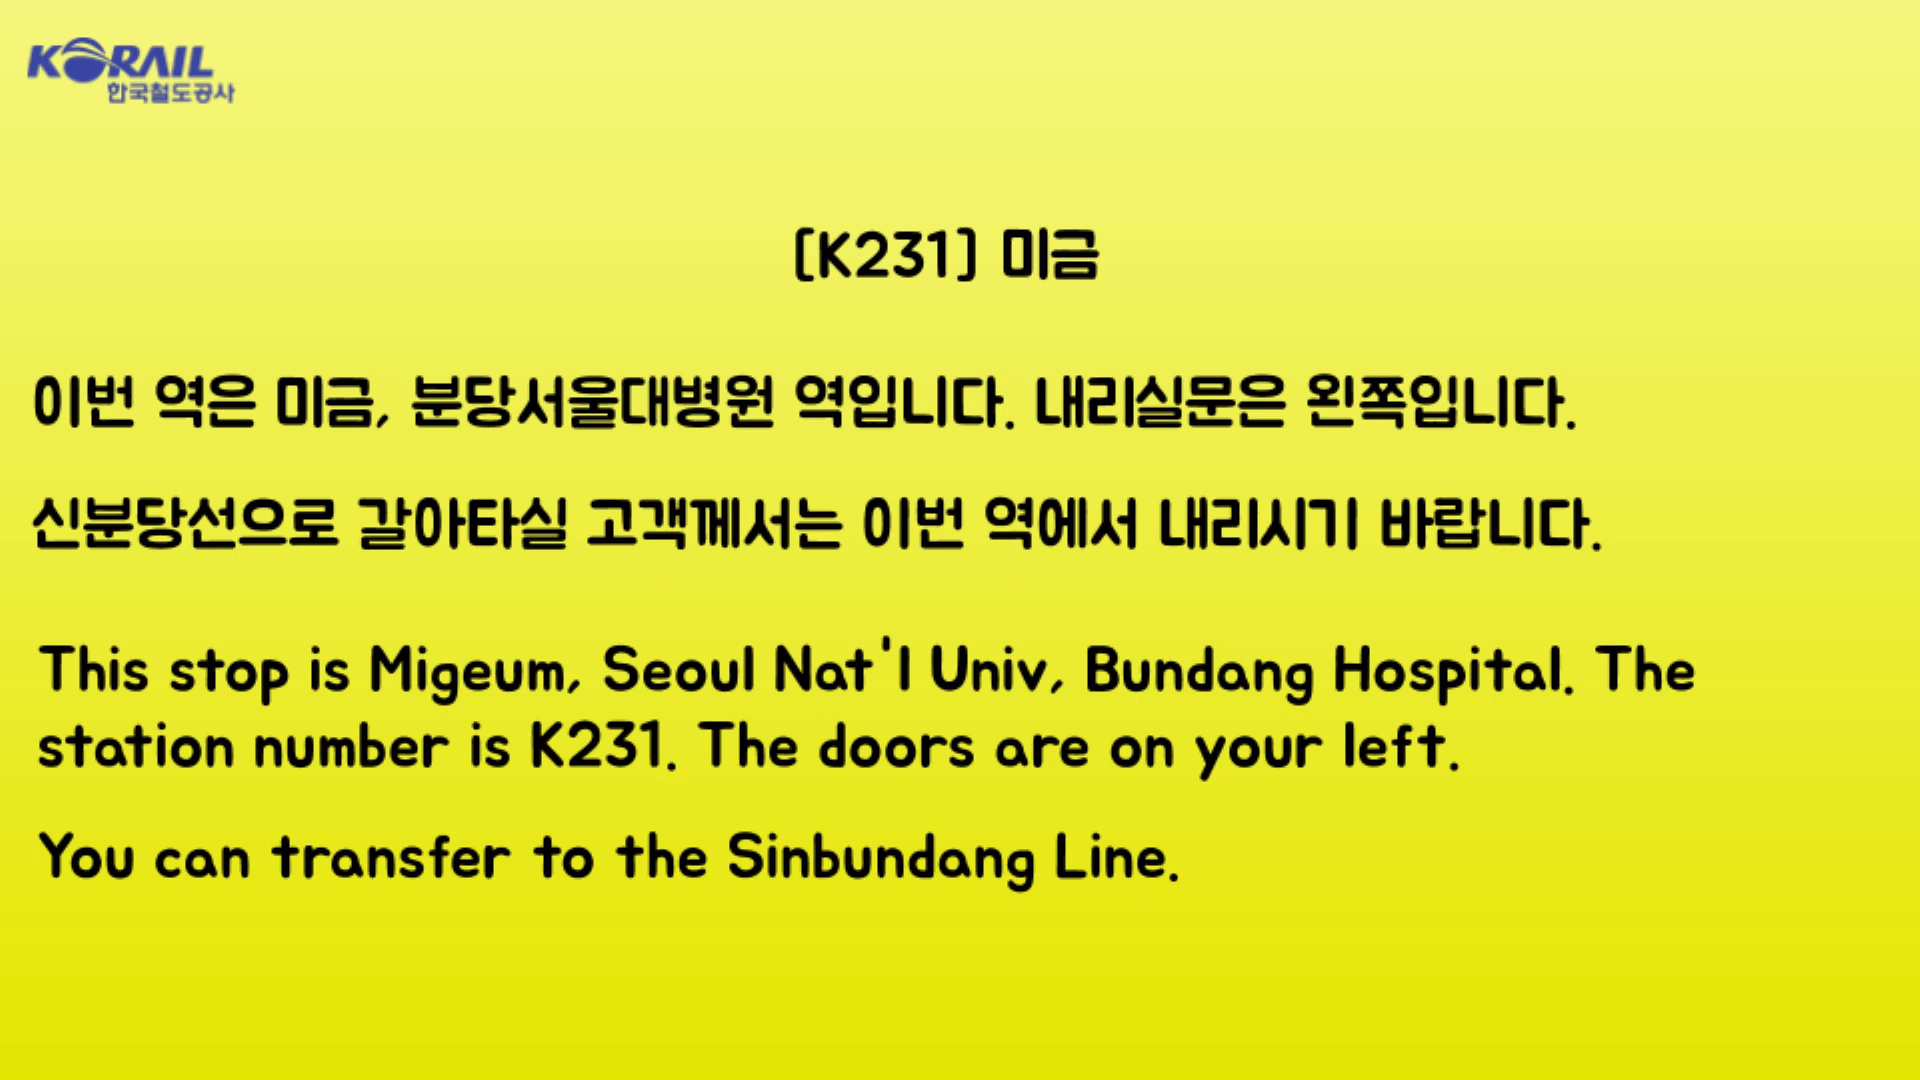 KORAIL
한국철도공사
[K231] 미금
이번 역은 미금, 분당서울대병원 역입니다. 내리실문은 왼쪽입니다.
신분당선으로 갈아타실 고객께서는 이번 역에서 내리시기 바랍니다.
This stop is Migeum, Seoul Nat'l Univ, Bundang Hospital. The
station number is K231. The doors are on your left.
You can transfer to the Sinbundang Line.